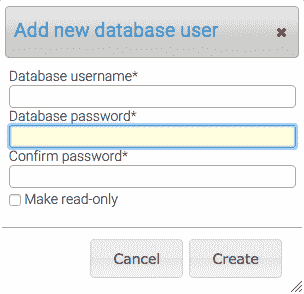 Add new database user
Database username*
Database password*
Confirm password*
Make read-only
Cancel Create